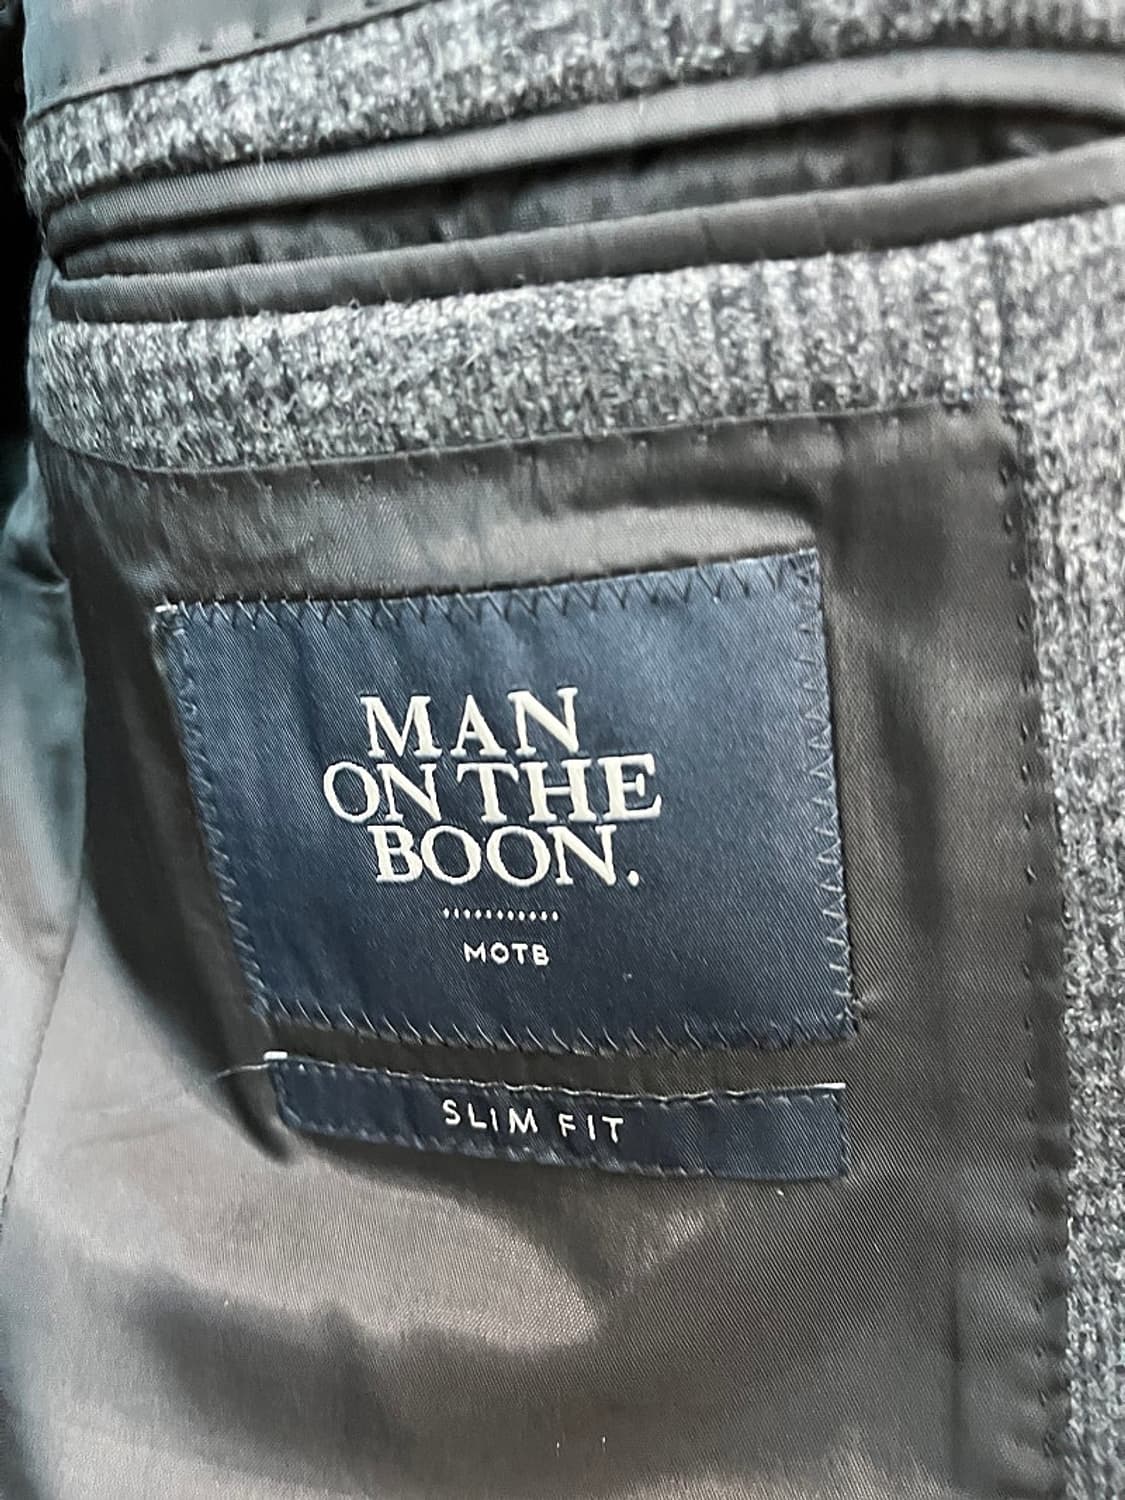 MAN
ON THE
BOON.
MOTB
SLIM FIT